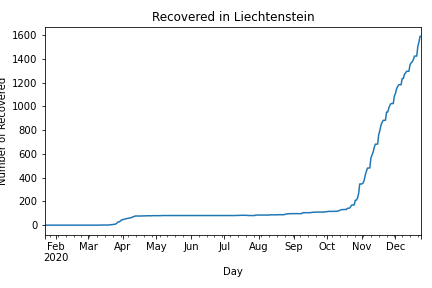 Recovered in Liechtenstein
Number of Recovered
1600
1400
1200
1000
800
600
400
200
0
Feb Mar Apr May Jun Jul Aug Sep Oct Nov Dec
2020
Day